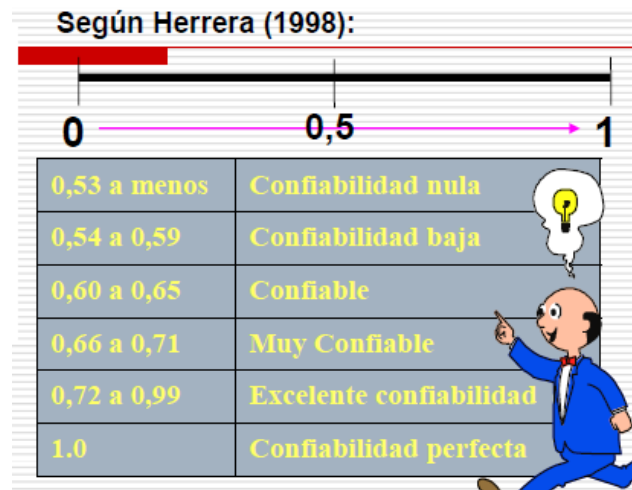 Según Herrera (1998):
0 0,5 1
0,53 a menos Confiabilidad nula
0,54 a 0,59 Confiabilidad baja
0,60 a 0,65 Confiable
0,66 a 0,71 Muy Confiable
0,72 a 0,99 Excelente confiabilidad
1.0 Confiabilidad perfecta